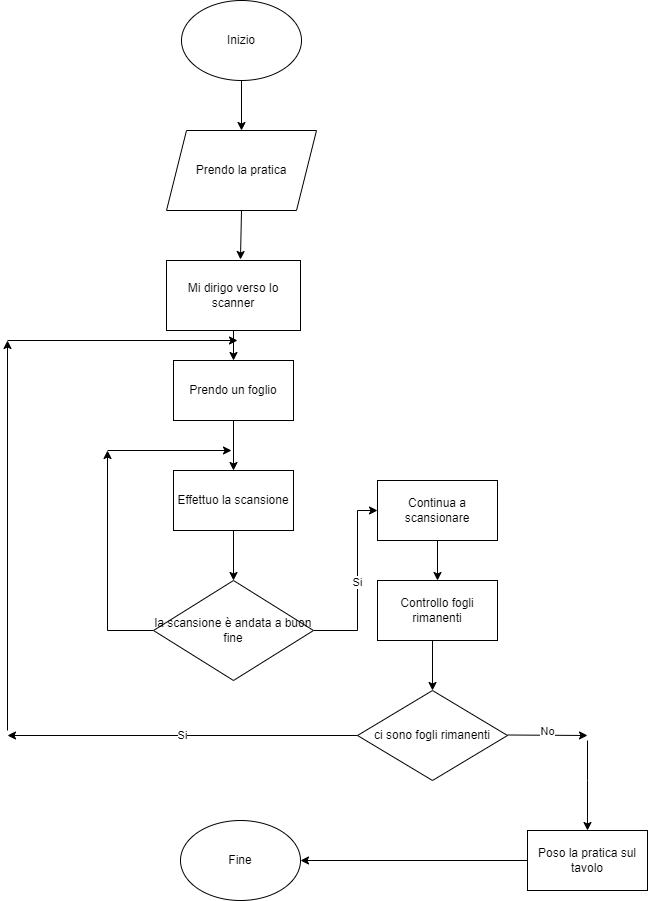 Inizio
Prendo la pratica
Mi dirigo verso lo
scanner
Prendo un foglio
Effettuo la scansione
Continua a
scansionare
Si
Controllo fogli
rimanenti
la scansione è andata a buon
fine
ci sono fogli rimanenti
Si
No
Poso la pratica sul
tavolo
Fine